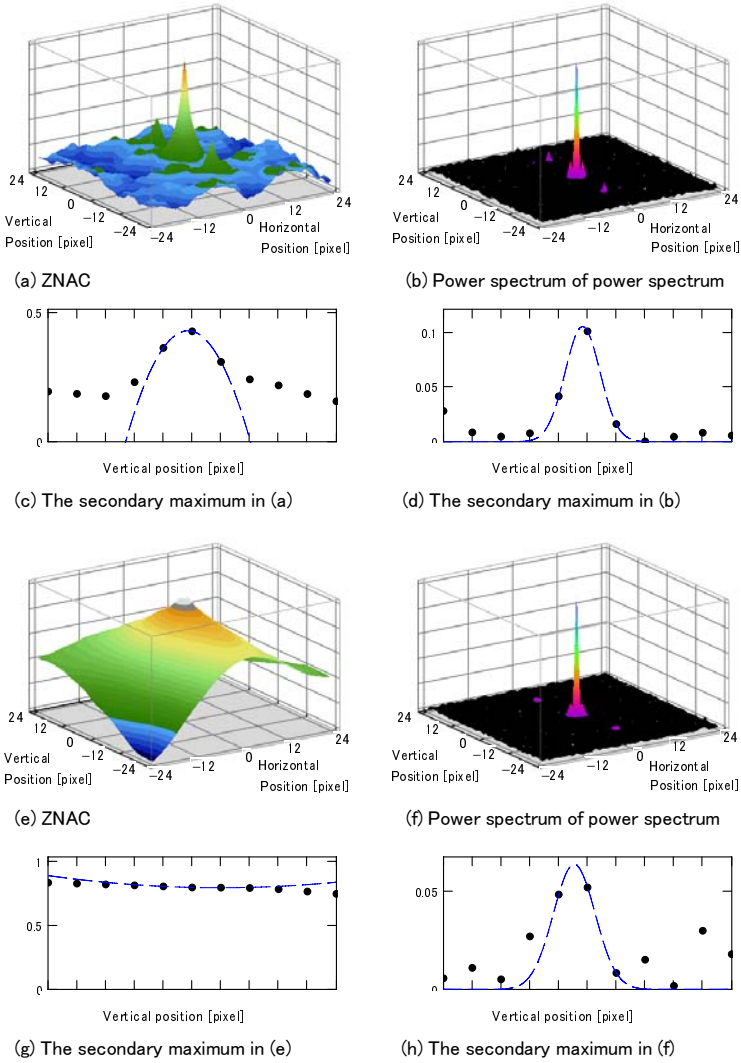 24
12
0
−12
−24
Vertical
Position [pixel]
−24
−12
0
12
24
Horizontal
Position [pixel]
(a) ZNAC
24
12
0
−12
−24
Vertical
Position [pixel]
−24
−12
0
12
24
Horizontal
Position [pixel]
(b) Power spectrum of power spectrum
0.5
0
Vertical position [pixel]
(c) The secondary maximum in (a)
0.1
0.05
0
Vertical position [pixel]
(d) The secondary maximum in (b)
24
12
0
−12
−24
Vertical
Position [pixel]
−24
−12
0
12
24
Horizontal
Position [pixel]
(e) ZNAC
24
12
0
−12
−24
Vertical
Position [pixel]
−24
−12
0
12
24
Horizontal
Position [pixel]
(f) Power spectrum of power spectrum
1
0.5
0
Vertical position [pixel]
(g) The secondary maximum in (e)
0.05
0
Vertical position [pixel]
(h) The secondary maximum in (f)